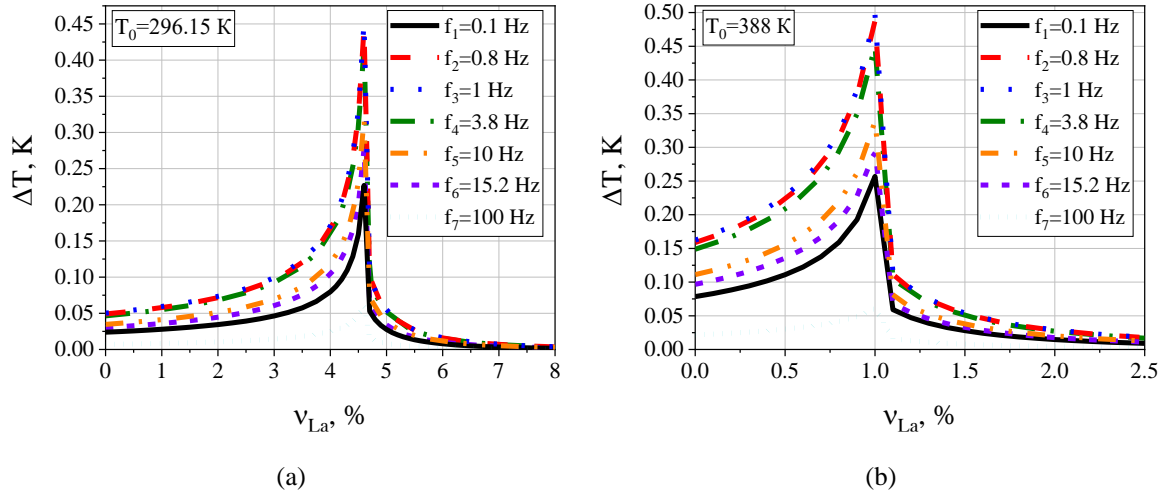 T₀=296.15 K
f₁=0.1 Hz
f₂=0.8 Hz
f₃=1 Hz
f₄=3.8 Hz
f₅=10 Hz
f₆=15.2 Hz
f₇=100 Hz
0.45
0.40
0.35
0.30
0.25
0.20
0.15
0.10
0.05
0.00
ΔT, K
0 1 2 3 4 5 6 7 8
ν_La, %
(a)
T₀=388 K
f₁=0.1 Hz
f₂=0.8 Hz
f₃=1 Hz
f₄=3.8 Hz
f₅=10 Hz
f₆=15.2 Hz
f₇=100 Hz
0.50
0.45
0.40
0.35
0.30
0.25
0.20
0.15
0.10
0.05
0.00
ΔT, K
0.0 0.5 1.0 1.5 2.0 2.5
ν_La, %
(b)